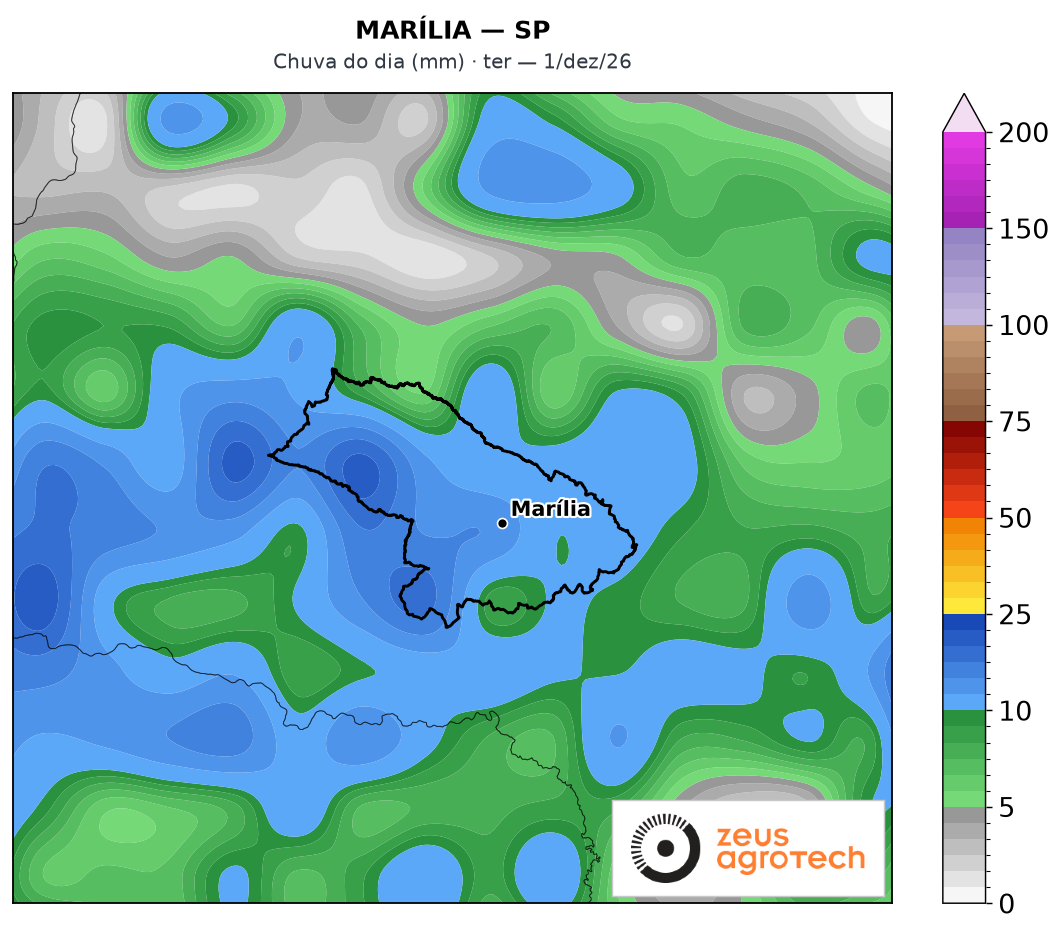 MARÍLIA — SP
Chuva do dia (mm) · ter — 1/dez/26
200
150
100
75
50
25
10
5
0
Marília
zeus
agrotech